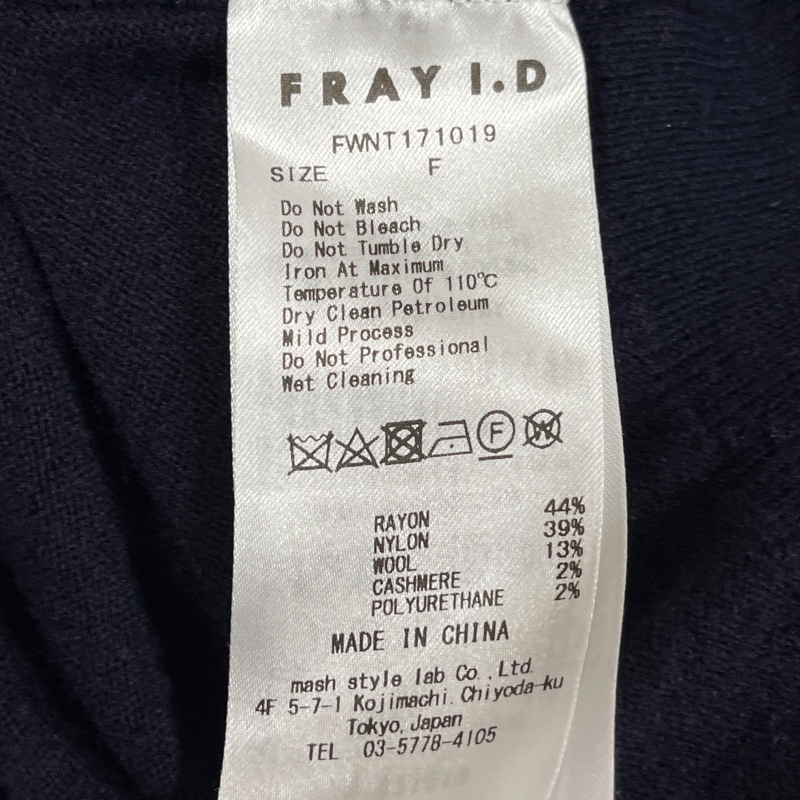 FRAY I.D
FWNT171019
SIZE F
Do Not Wash
Do Not Bleach
Do Not Tumble Dry
Iron At Maximum
Temperature Of 110℃
Dry Clean Petroleum
Mild Process
Do Not Professional
Wet Cleaning
F W
RAYON 44%
NYLON 39%
WOOL 13%
CASHMERE 2%
POLYURETHANE 2%
MADE IN CHINA
mash style lab Co.,Ltd.
4F 5-7-1 Kojimachi. Chiyoda-ku
Tokyo, Japan
TEL 03-5778-4105